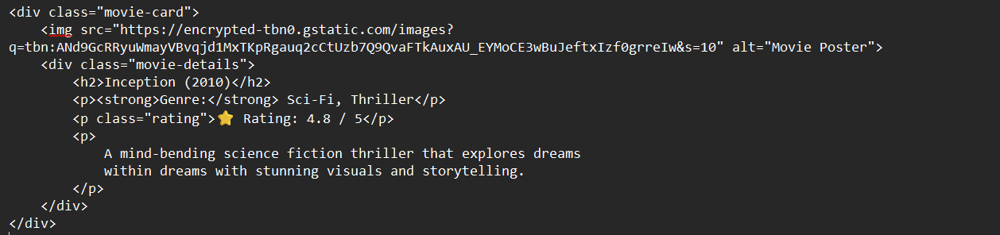 <div class="movie-card">
<img src="https://encrypted-tbn0.gstatic.com/images?
q=tbn:ANd9GcRRyuWmayVBvqjd1MxTKpRgauq2cCtUzb7Q9QvaFTkAuxAU_EYMoCE3wBuJeftxIzf0grreIw&s=10" alt="Movie Poster">
<div class="movie-details">
<h2>Inception (2010)</h2>
<p><strong>Genre:</strong> Sci-Fi, Thriller</p>
<p class="rating">⭐ Rating: 4.8 / 5</p>
<p>
A mind-bending science fiction thriller that explores dreams
within dreams with stunning visuals and storytelling.
</p>
</div>
</div>